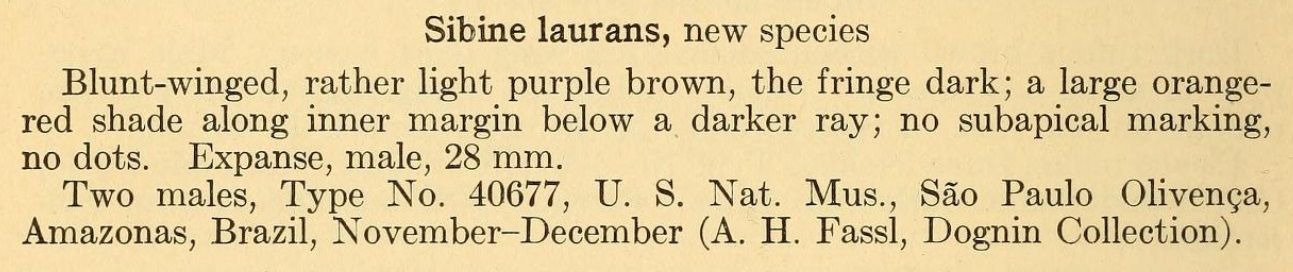 Sibine laurans, new species
Blunt-winged, rather light purple brown, the fringe dark; a large orange-
red shade along inner margin below a darker ray; no subapical marking,
no dots. Expanse, male, 28 mm.
Two males, Type No. 40677, U. S. Nat. Mus., São Paulo Olivença,
Amazonas, Brazil, November–December (A. H. Fassl, Dognin Collection).